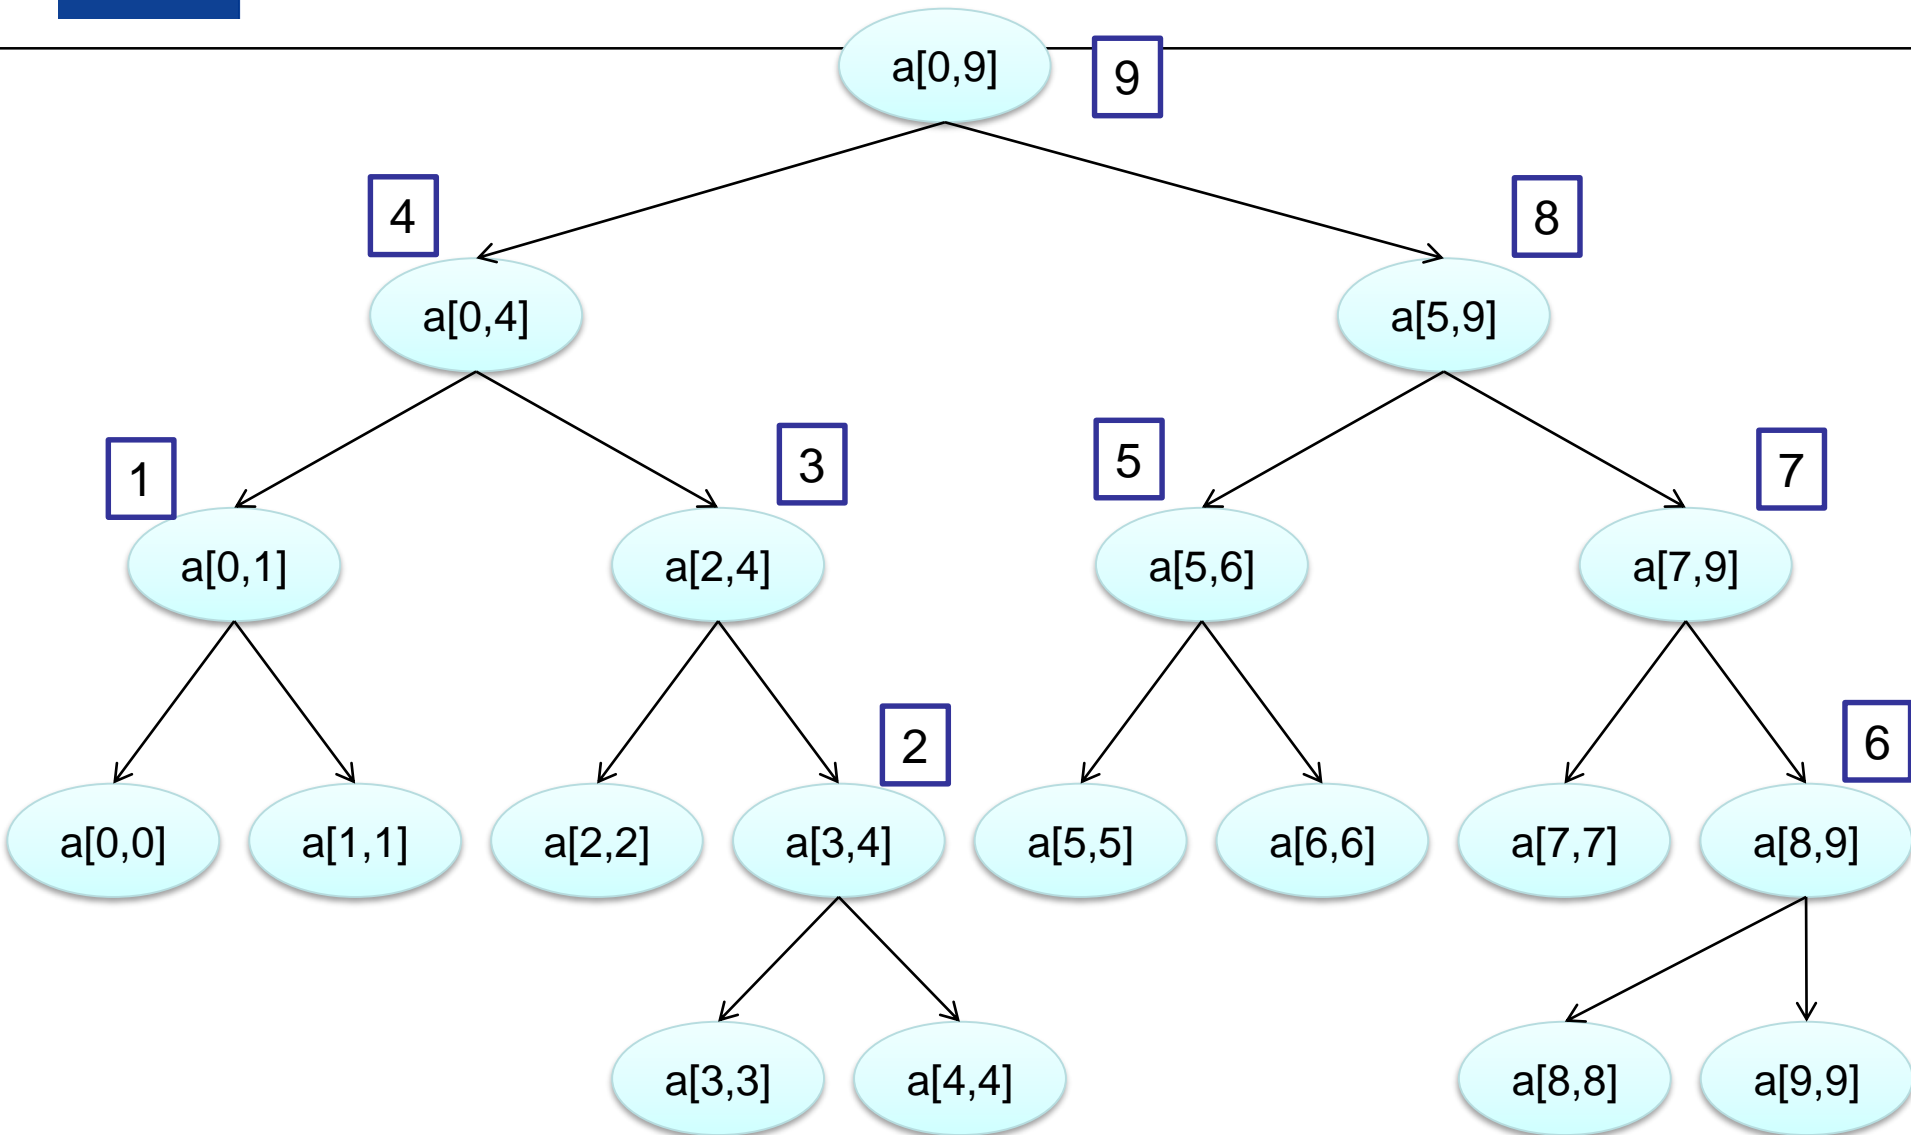 a[0,9]
9
4
8
a[0,4]
a[5,9]
1
3
5
7
a[0,1]
a[2,4]
a[5,6]
a[7,9]
2
6
a[0,0]
a[1,1]
a[2,2]
a[3,4]
a[5,5]
a[6,6]
a[7,7]
a[8,9]
a[3,3]
a[4,4]
a[8,8]
a[9,9]